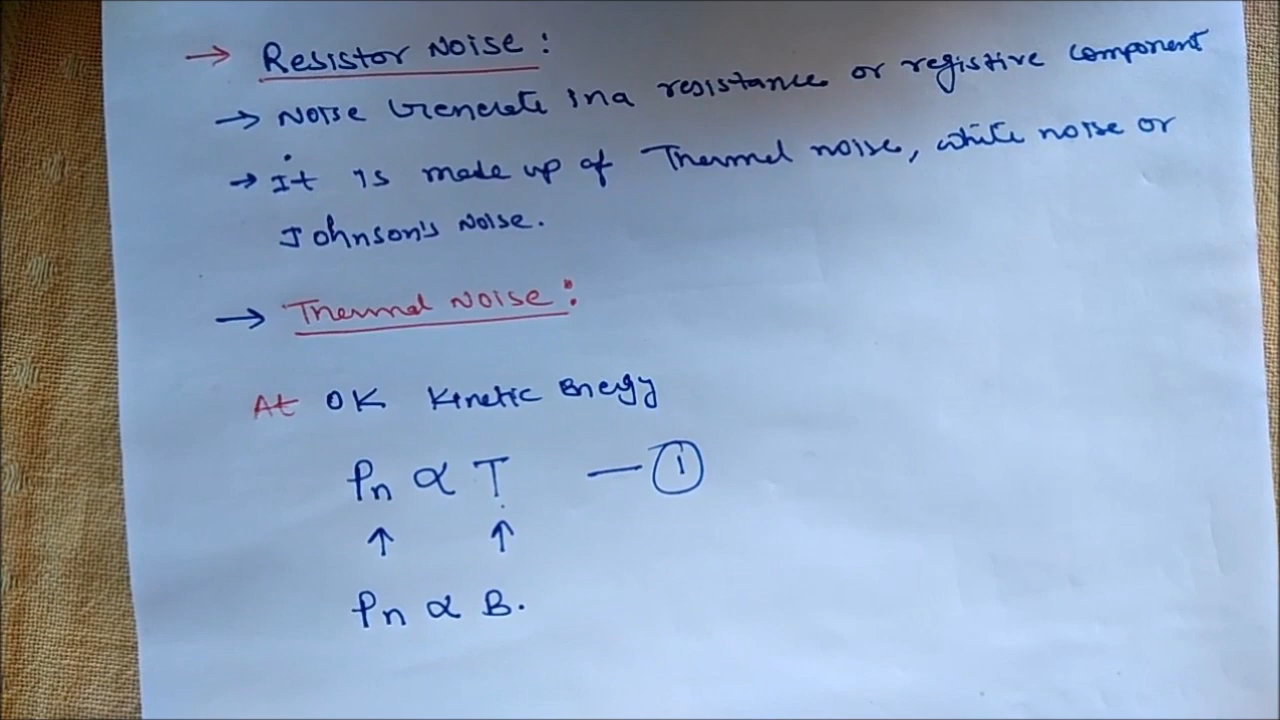 → Resistor Noise :
→ Noise Generate in a resistance or registive component
→ It is made up of Thermal noise, white noise or
Johnson's Noise.
→ Thermal Noise :
At 0K Kinetic Energy
Pn ∝ T — ①
↑ ↑
Pn ∝ B.